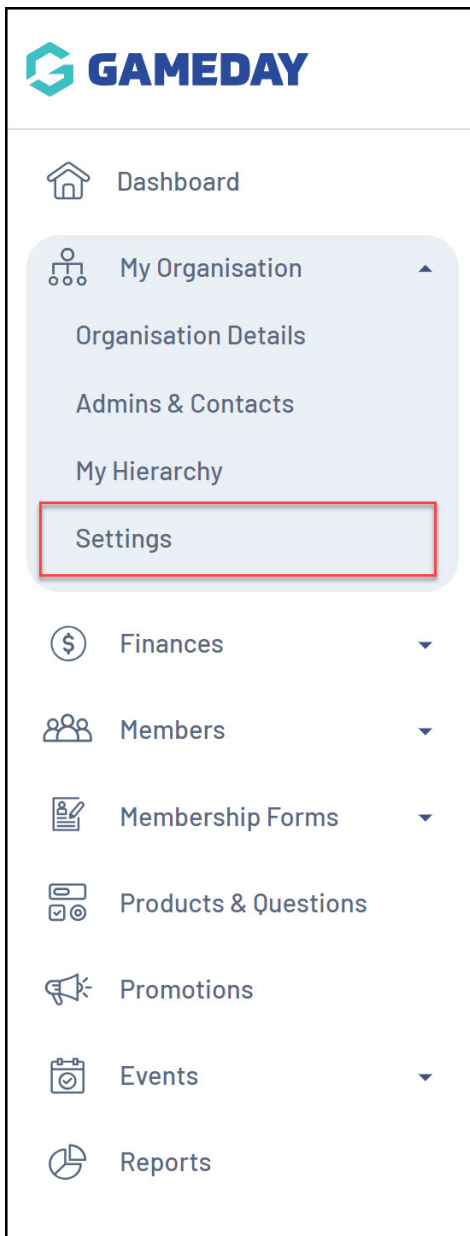 GAMEDAY
Dashboard
My Organisation
Organisation Details
Admins & Contacts
My Hierarchy
Settings
Finances
Members
Membership Forms
Products & Questions
Promotions
Events
Reports